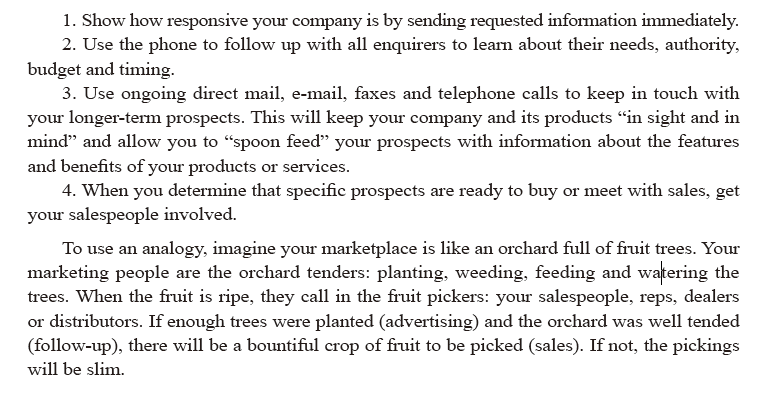 1. Show how responsive your company is by sending requested information immediately.
2. Use the phone to follow up with all enquirers to learn about their needs, authority,
budget and timing.
3. Use ongoing direct mail, e-mail, faxes and telephone calls to keep in touch with
your longer-term prospects. This will keep your company and its products “in sight and in
mind” and allow you to “spoon feed” your prospects with information about the features
and benefits of your products or services.
4. When you determine that specific prospects are ready to buy or meet with sales, get
your salespeople involved.
To use an analogy, imagine your marketplace is like an orchard full of fruit trees. Your
marketing people are the orchard tenders: planting, weeding, feeding and watering the
trees. When the fruit is ripe, they call in the fruit pickers: your salespeople, reps, dealers
or distributors. If enough trees were planted (advertising) and the orchard was well tended
(follow-up), there will be a bountiful crop of fruit to be picked (sales). If not, the pickings
will be slim.